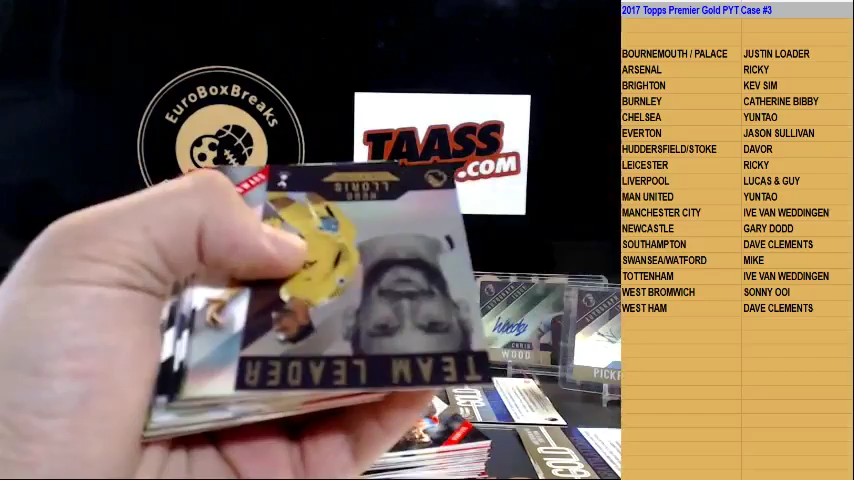 2017 Topps Premier Gold PYT Case #3
BOURNEMOUTH / PALACE JUSTIN LOADER
ARSENAL RICKY
BRIGHTON KEV SIM
BURNLEY CATHERINE BIBBY
CHELSEA YUNTAO
EVERTON JASON SULLIVAN
HUDDERSFIELD/STOKE DAVOR
LEICESTER RICKY
LIVERPOOL LUCAS & GUY
MAN UNITED YUNTAO
MANCHESTER CITY IVE VAN WEDDINGEN
NEWCASTLE GARY DODD
SOUTHAMPTON DAVE CLEMENTS
SWANSEA/WATFORD MIKE
TOTTENHAM IVE VAN WEDDINGEN
WEST BROMWICH SONNY OOI
WEST HAM DAVE CLEMENTS
EuroBoxBreaks
TAASS
.COM
HUGO
LLORIS
TEAM LEADER
CHRIS
WOOD
PICKF
GOLD
GOLD